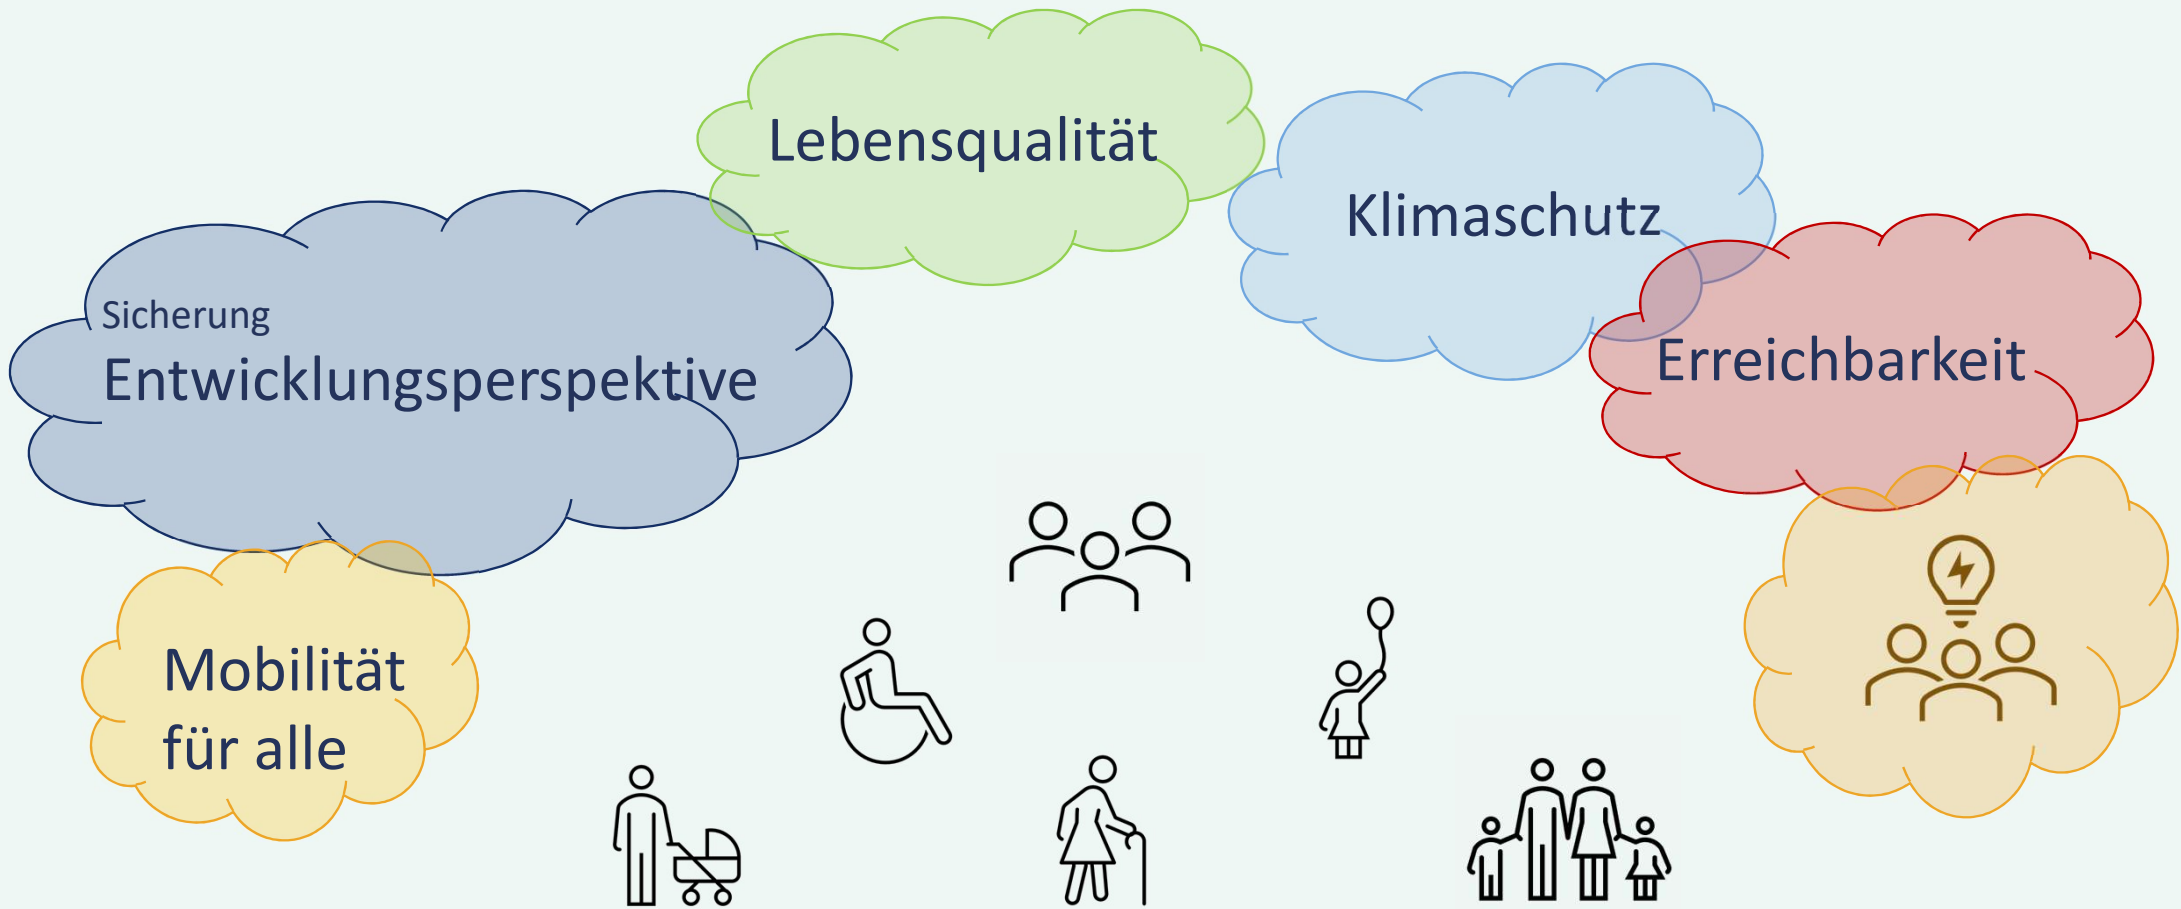 Lebensqualität
Klimaschutz
Sicherung
Entwicklungsperspektive
Erreichbarkeit
Mobilität
für alle